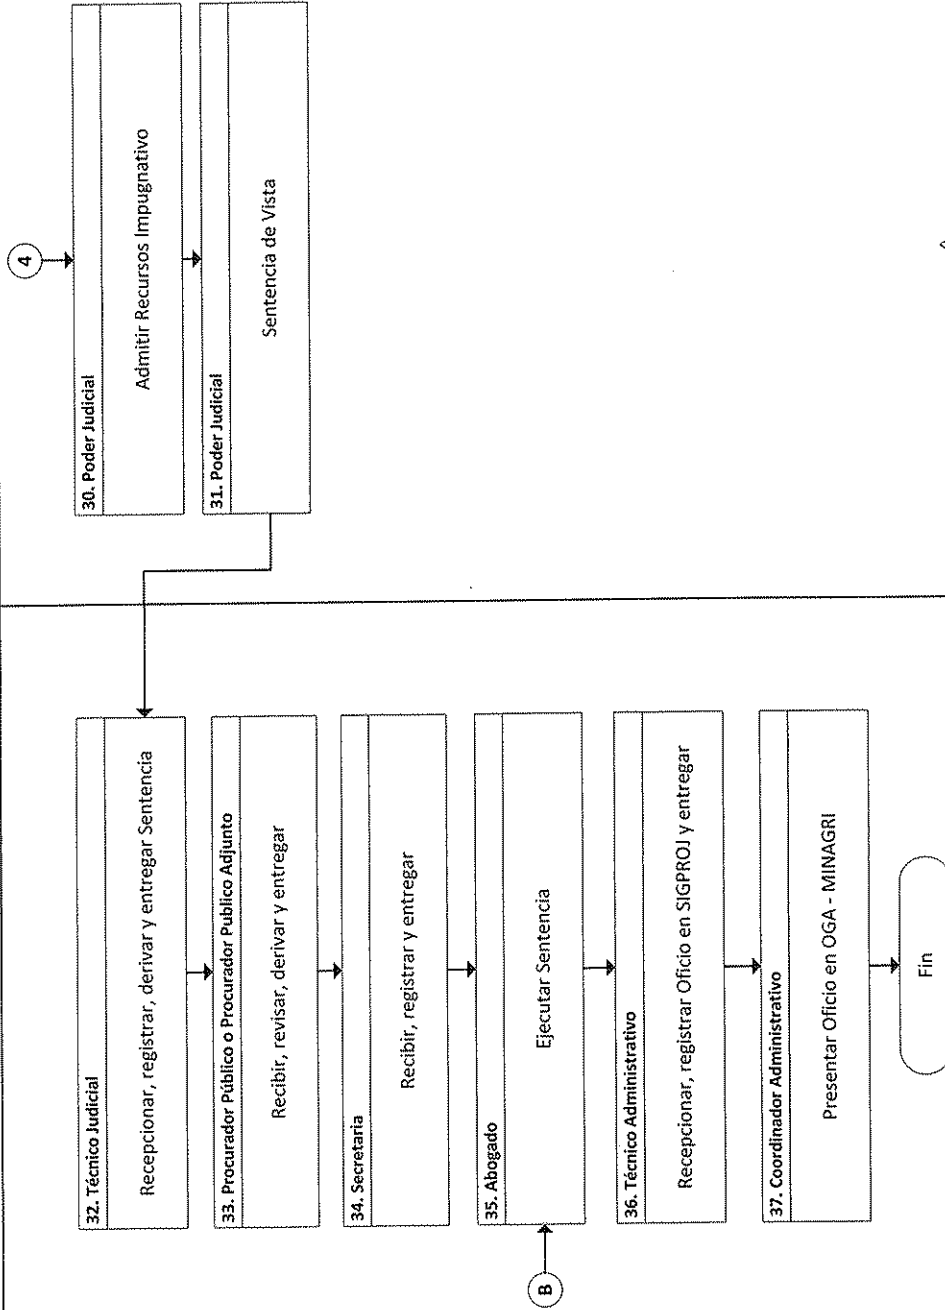 4
30. Poder Judicial
Admitir Recursos Impugnativo
31. Poder Judicial
Sentencia de Vista
32. Técnico Judicial
Recepcionar, registrar, derivar y entregar Sentencia
33. Procurador Público o Procurador Publico Adjunto
Recibir, revisar, derivar y entregar
34. Secretaria
Recibir, registrar y entregar
35. Abogado
Ejecutar Sentencia
B
36. Técnico Administrativo
Recepcionar, registrar Oficio en SIGPROJ y entregar
37. Coordinador Administrativo
Presentar Oficio en OGA - MINAGRI
Fin